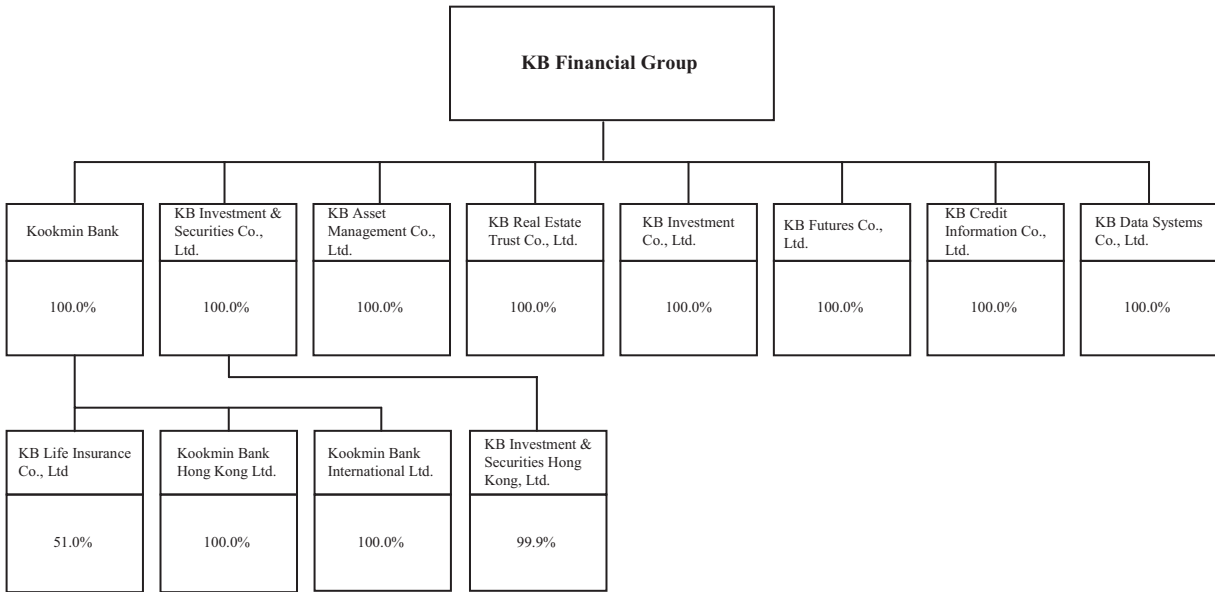 KB Financial Group
Kookmin Bank
KB Investment &
Securities Co.,
Ltd.
KB Asset
Management Co.,
Ltd.
KB Real Estate
Trust Co., Ltd.
KB Investment
Co., Ltd.
KB Futures Co.,
Ltd.
KB Credit
Information Co.,
Ltd.
KB Data Systems
Co., Ltd.
100.0%
100.0%
100.0%
100.0%
100.0%
100.0%
100.0%
100.0%
KB Life Insurance
Co., Ltd
Kookmin Bank
Hong Kong Ltd.
Kookmin Bank
International Ltd.
KB Investment &
Securities Hong
Kong, Ltd.
51.0%
100.0%
100.0%
99.9%